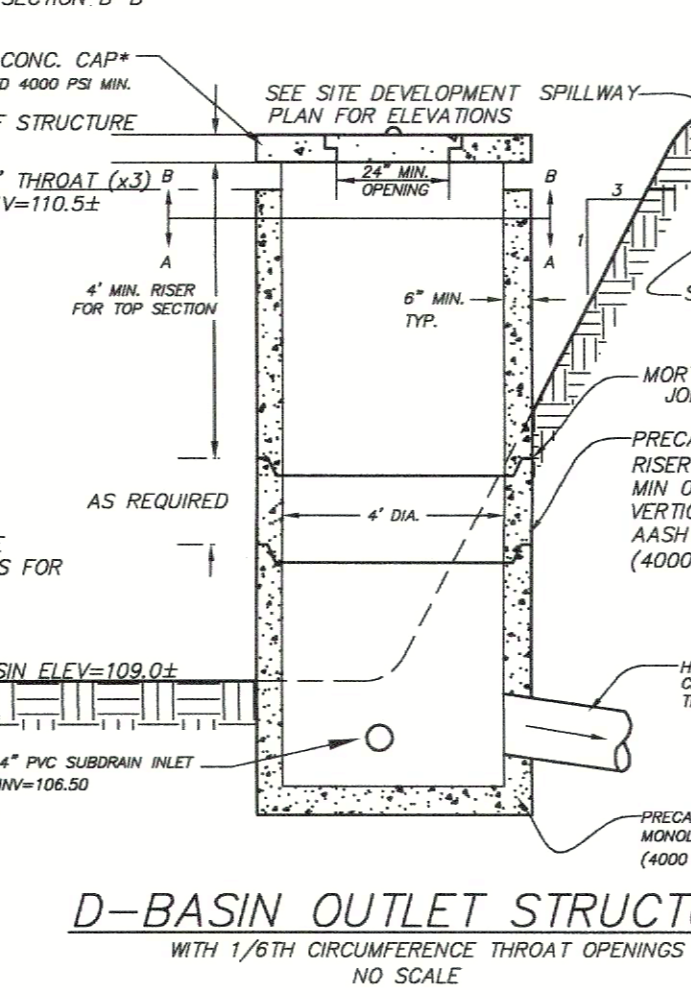 SECTION B-B
CONC. CAP*
4000 PSI MIN.
STRUCTURE
SEE SITE DEVELOPMENT
PLAN FOR ELEVATIONS
SPILLWAY
THROAT (x3)
V=110.5±
B
B
24" MIN.
OPENING
3
1
A
A
4' MIN. RISER
FOR TOP SECTION
6" MIN.
TYP.
MOR
JO
PRECA
RISER
MIN O
VERTIC
AASH
(4000
AS REQUIRED
4' DIA.
S FOR
SIN ELEV=109.0±
H
C
T
4" PVC SUBDRAIN INLET
INV=106.50
PRECA
MONOL
(4000
D-BASIN OUTLET STRUCT
WITH 1/6TH CIRCUMFERENCE THROAT OPENINGS
NO SCALE